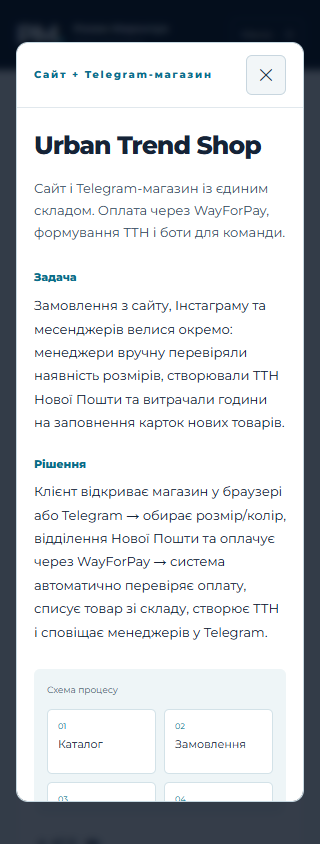 Сайт + Telegram-магазин
Urban Trend Shop
Сайт і Telegram-магазин із єдиним
складом. Оплата через WayForPay,
формування ТТН і боти для команди.
Задача
Замовлення з сайту, Інстаграму та
месенджерів велися окремо:
менеджери вручну перевіряли
наявність розмірів, створювали ТТН
Нової Пошти та витрачали години
на заповнення карток нових товарів.
Рішення
Клієнт відкриває магазин у браузері
або Telegram → обирає розмір/колір,
відділення Нової Пошти та оплачує
через WayForPay → система
автоматично перевіряє оплату,
списує товар зі складу, створює ТТН
і сповіщає менеджерів у Telegram.
Схема процесу
01
Каталог
02
Замовлення
03
04